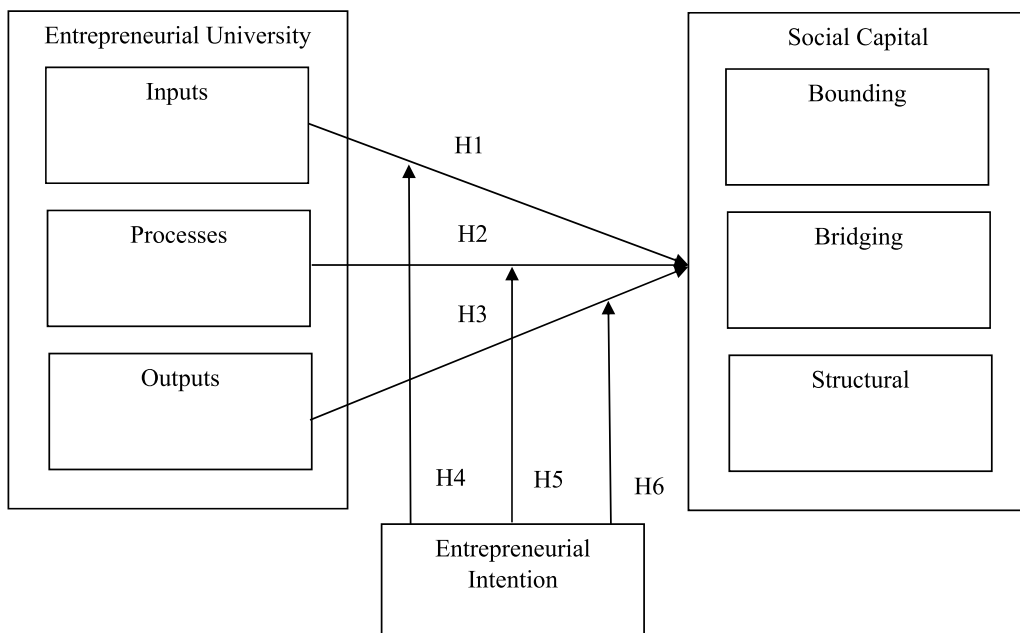 Entrepreneurial University
Inputs
Processes
Outputs
H1
H2
H3
H4
H5
H6
Entrepreneurial
Intention
Social Capital
Bounding
Bridging
Structural